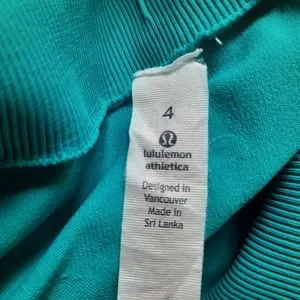 4
lululemon
athletica
Designed in
Vancouver
Made in
Sri Lanka